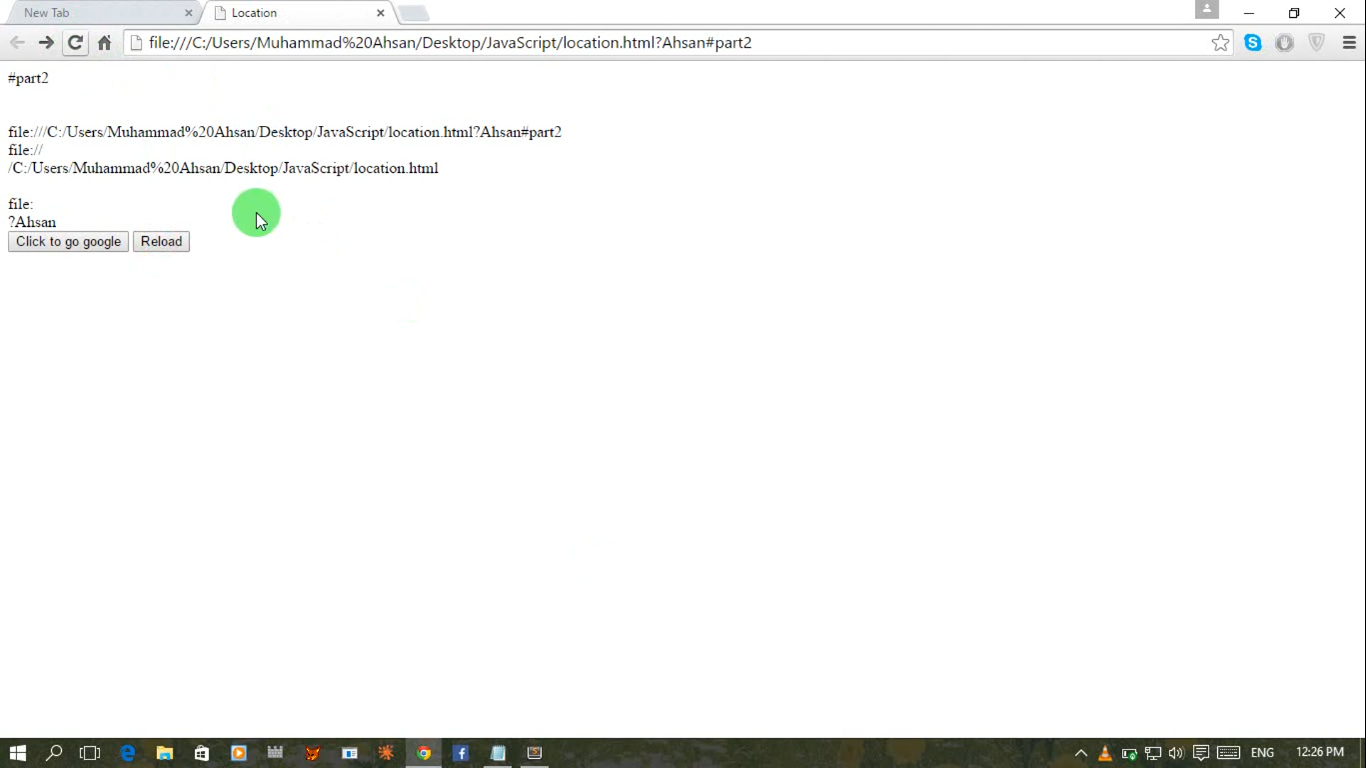 New Tab
Location
file:///C:/Users/Muhammad%20Ahsan/Desktop/JavaScript/location.html?Ahsan#part2
#part2
file:///C:/Users/Muhammad%20Ahsan/Desktop/JavaScript/location.html?Ahsan#part2
file://
/C:/Users/Muhammad%20Ahsan/Desktop/JavaScript/location.html
file:
?Ahsan
Click to go google Reload
ENG 12:26 PM